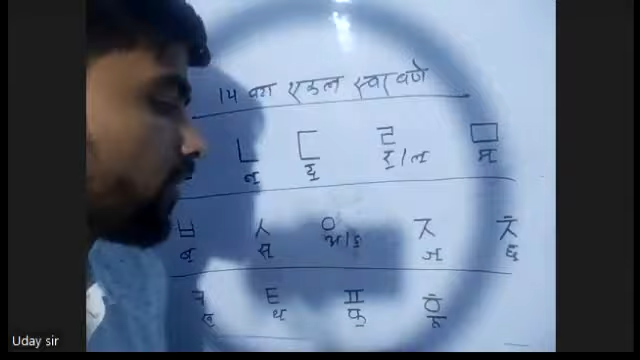 14 का एकल
ㄴ ㄷ ㄹ ㅁ
न् द् र्/ल् म्
ㅂ ㅅ ㅇ ㅈ ㅊ
ब् स् ज् छ्
ㅋ ㅌ ㅍ ㅎ
थ् फ् ह्
Uday sir